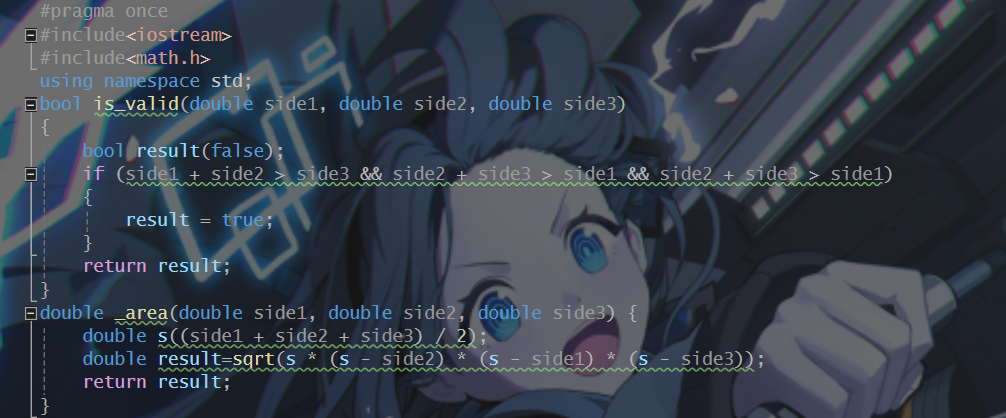 #pragma once
#include<iostream>
#include<math.h>
using namespace std;
bool is_valid(double side1, double side2, double side3)
{
    bool result(false);
    if (side1 + side2 > side3 && side2 + side3 > side1 && side2 + side3 > side1)
    {
        result = true;
    }
    return result;
}
double _area(double side1, double side2, double side3) {
    double s((side1 + side2 + side3) / 2);
    double result=sqrt(s * (s - side2) * (s - side1) * (s - side3));
    return result;
}